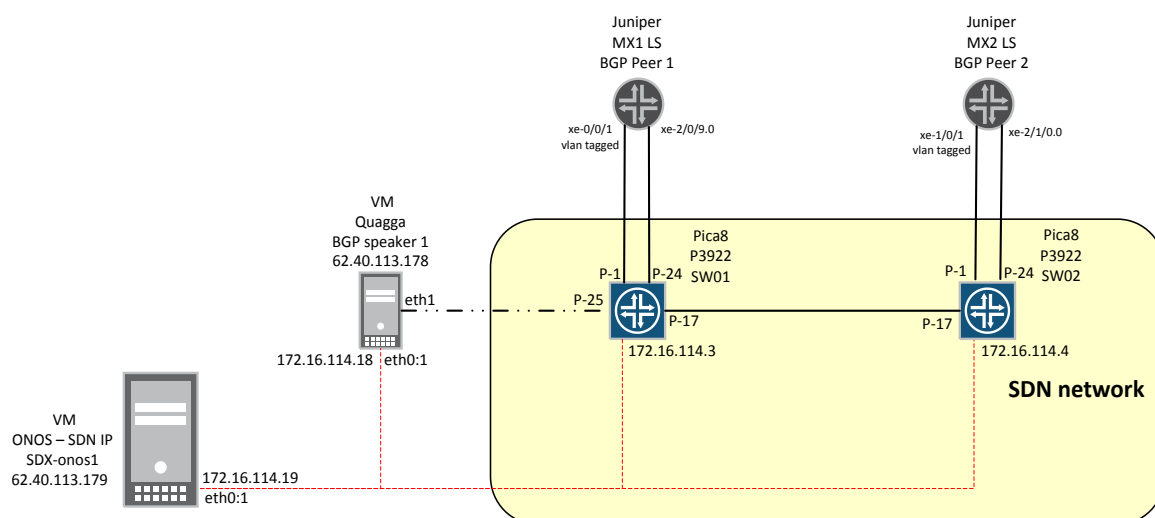 Juniper
MX1 LS
BGP Peer 1
Juniper
MX2 LS
BGP Peer 2
xe-0/0/1
vlan tagged
xe-2/0/9.0
xe-1/0/1
vlan tagged
xe-2/1/0.0
VM
Quagga
BGP speaker 1
62.40.113.178
eth1
172.16.114.18
eth0:1
Pica8
P3922
SW01
P-1
P-24
P-25
P-17
172.16.114.3
Pica8
P3922
SW02
P-1
P-24
P-17
172.16.114.4
SDN network
VM
ONOS – SDN IP
SDX-onos1
62.40.113.179
172.16.114.19
eth0:1